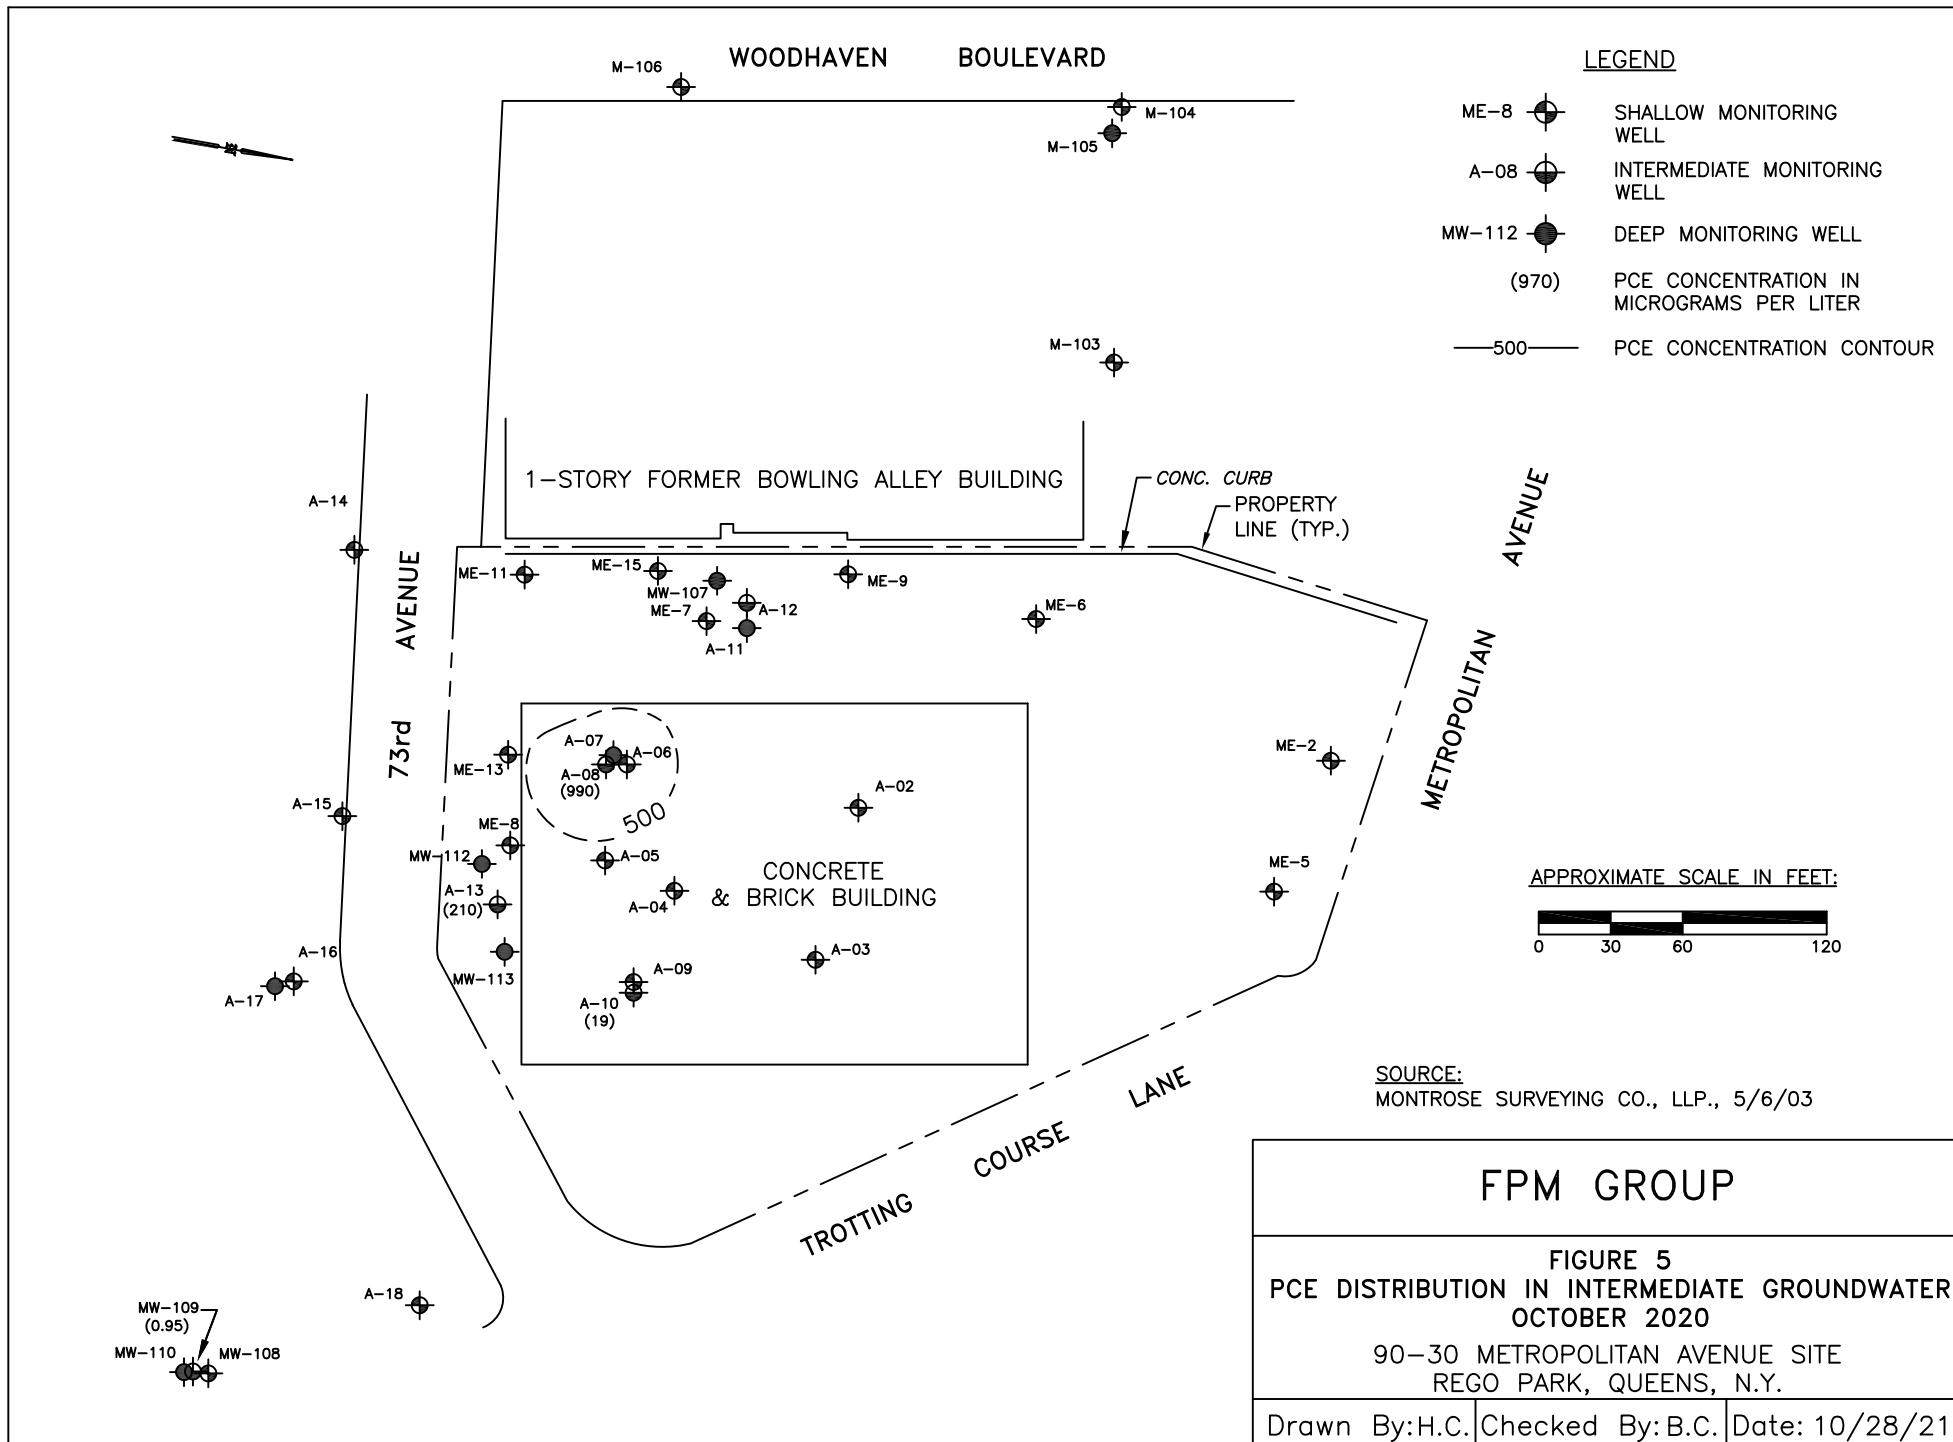 WOODHAVEN BOULEVARD
M-106
M-104
M-105
M-103
LEGEND
ME-8 SHALLOW MONITORING
WELL
A-08 INTERMEDIATE MONITORING
WELL
MW-112 DEEP MONITORING WELL
(970) PCE CONCENTRATION IN
MICROGRAMS PER LITER
500 PCE CONCENTRATION CONTOUR
1-STORY FORMER BOWLING ALLEY BUILDING
CONC. CURB
PROPERTY
LINE (TYP.)
A-14
73rd AVENUE
METROPOLITAN AVENUE
ME-11
ME-15
MW-107
ME-7
A-12
A-11
ME-9
ME-6
ME-2
ME-5
ME-13
A-07
A-06
A-08
(990)
500
A-02
A-15
ME-8
MW-112
A-05
A-13
(210)
A-04
CONCRETE
& BRICK BUILDING
A-03
MW-113
A-09
A-10
(19)
A-16
A-17
A-18
MW-109
(0.95)
MW-110
MW-108
TROTTING COURSE LANE
APPROXIMATE SCALE IN FEET:
0 30 60 120
SOURCE:
MONTROSE SURVEYING CO., LLP., 5/6/03
FPM GROUP
FIGURE 5
PCE DISTRIBUTION IN INTERMEDIATE GROUNDWATER
OCTOBER 2020
90-30 METROPOLITAN AVENUE SITE
REGO PARK, QUEENS, N.Y.
Drawn By: H.C. Checked By: B.C. Date: 10/28/21